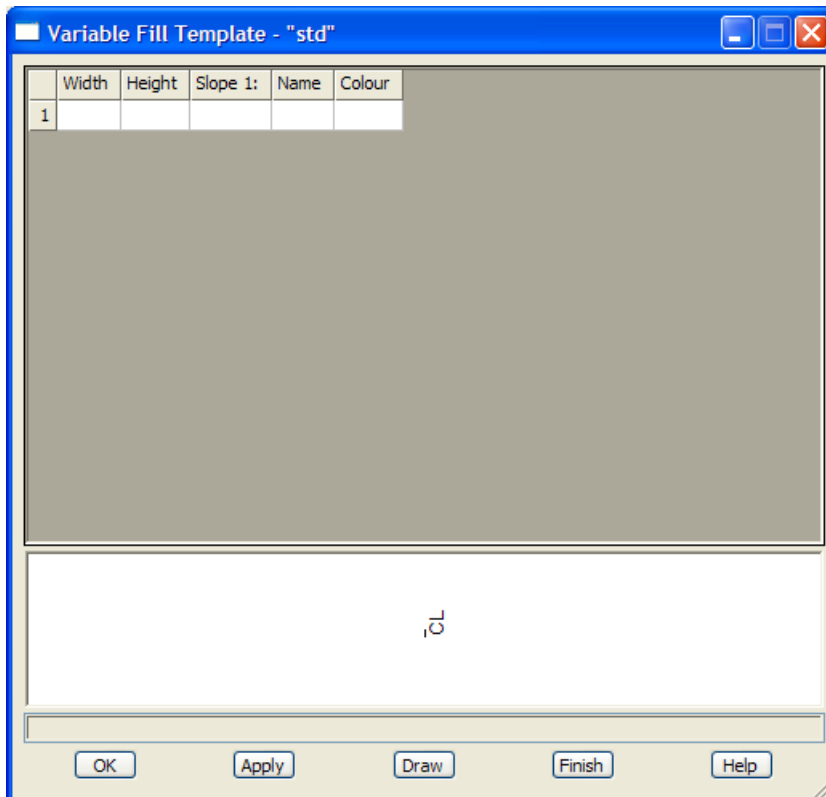 Variable Fill Template - "std"
Width Height Slope 1: Name Colour
1
CL
OK Apply Draw Finish Help